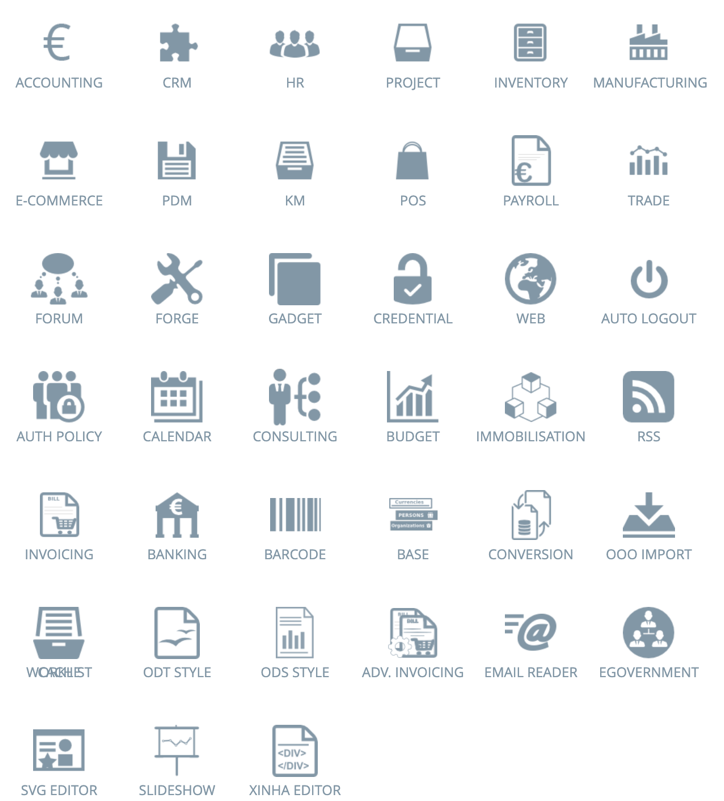 ACCOUNTING
CRM
HR
PROJECT
INVENTORY
MANUFACTURING
E-COMMERCE
PDM
KM
POS
PAYROLL
TRADE
FORUM
FORGE
GADGET
CREDENTIAL
WEB
AUTO LOGOUT
AUTH POLICY
CALENDAR
CONSULTING
BUDGET
IMMOBILISATION
RSS
BILL
Currencies
PERSONS
Organizations
INVOICING
BANKING
BARCODE
BASE
CONVERSION
OOO IMPORT
BILL
BILL
ODT STYLE
ODS STYLE
ADV. INVOICING
EMAIL READER
EGOVERNMENT
<DIV>
</DIV>
SVG EDITOR
SLIDESHOW
XINHA EDITOR